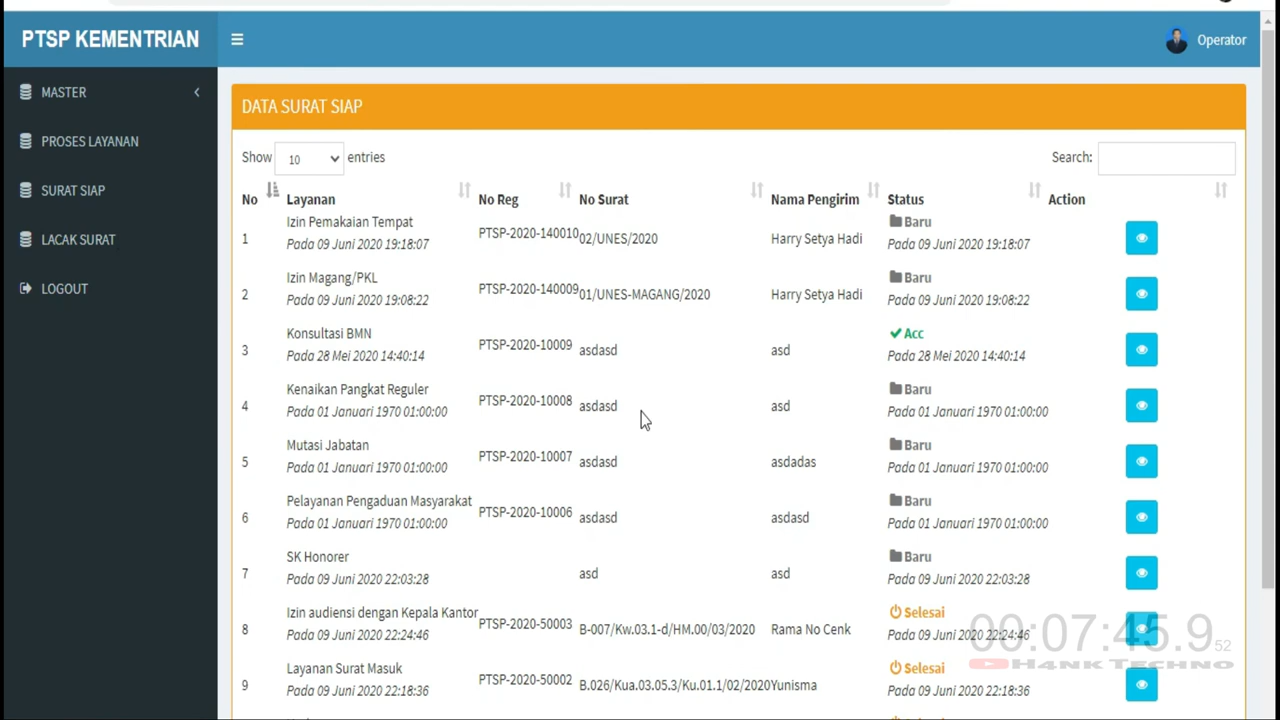 PTSP KEMENTRIAN
Operator
MASTER
PROSES LAYANAN
SURAT SIAP
LACAK SURAT
LOGOUT
DATA SURAT SIAP
Show 10 entries
Search:
No Layanan No Reg No Surat Nama Pengirim Status Action
Izin Pemakaian Tempat Baru
1 PTSP-2020-140010 02/UNES/2020 Harry Setya Hadi
Pada 09 Juni 2020 19:18:07 Pada 09 Juni 2020 19:18:07
Izin Magang/PKL Baru
2 PTSP-2020-140009 01/UNES-MAGANG/2020 Harry Setya Hadi
Pada 09 Juni 2020 19:08:22 Pada 09 Juni 2020 19:08:22
Konsultasi BMN Acc
3 PTSP-2020-10009 asdasd asd
Pada 28 Mei 2020 14:40:14 Pada 28 Mei 2020 14:40:14
Kenaikan Pangkat Reguler Baru
4 PTSP-2020-10008 asdasd asd
Pada 01 Januari 1970 01:00:00 Pada 01 Januari 1970 01:00:00
Mutasi Jabatan Baru
5 PTSP-2020-10007 asdasd asdadas
Pada 01 Januari 1970 01:00:00 Pada 01 Januari 1970 01:00:00
Pelayanan Pengaduan Masyarakat Baru
6 PTSP-2020-10006 asdasd asdasd
Pada 01 Januari 1970 01:00:00 Pada 01 Januari 1970 01:00:00
SK Honorer Baru
7 asd asd
Pada 09 Juni 2020 22:03:28 Pada 09 Juni 2020 22:03:28
Izin audiensi dengan Kepala Kantor Selesai
8 PTSP-2020-50003 B-007/Kw.03.1-d/HM.00/03/2020 Rama No Cenk
Pada 09 Juni 2020 22:24:46 Pada 09 Juni 2020 22:24:46
Layanan Surat Masuk Selesai
9 PTSP-2020-50002 B.026/Kua.03.05.3/Ku.01.1/02/2020 Yunisma
Pada 09 Juni 2020 22:18:36 Pada 09 Juni 2020 22:18:36
00:07:45.9 52
H4NK TECHNO